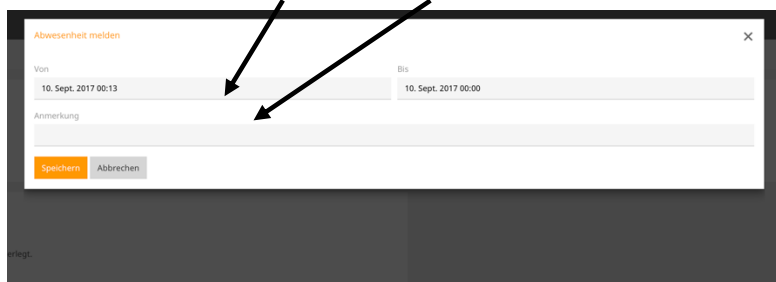 Abwesenheit melden
Von
Bis
10. Sept. 2017 00:13
10. Sept. 2017 00:00
Anmerkung
Speichern
Abbrechen
erlegt.